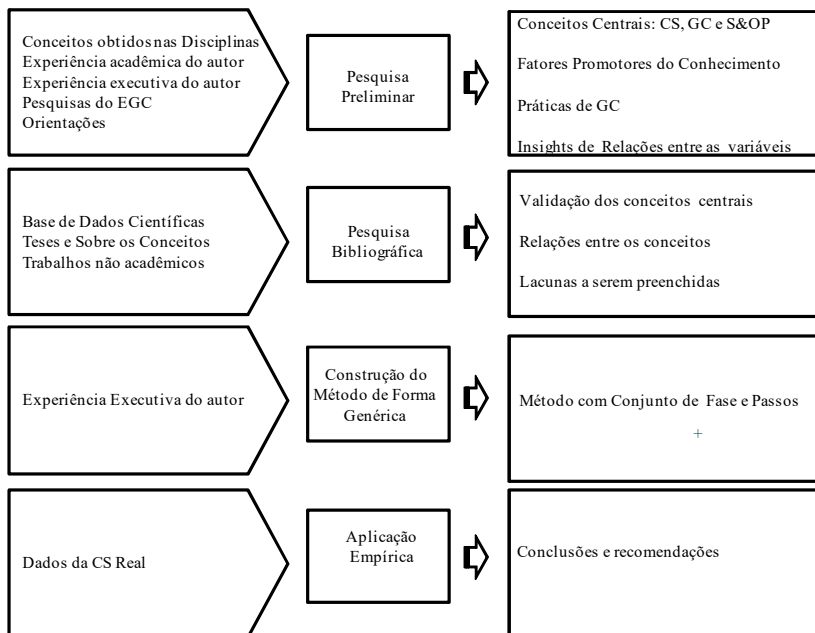 Conceitos obtidos nas Disciplinas
Experiência acadêmica do autor
Experiência executiva do autor
Pesquisas do EGC
Orientações
Pesquisa
Preliminar
Conceitos Centrais: CS, GC e S&OP
Fatores Promotores do Conhecimento
Práticas de GC
Insights de Relações entre as variáveis
Base de Dados Científicas
Teses e Sobre os Conceitos
Trabalhos não acadêmicos
Pesquisa
Bibliográfica
Validação dos conceitos centrais
Relações entre os conceitos
Lacunas a serem preenchidas
Experiência Executiva do autor
Construção do
Método de Forma
Genérica
Método com Conjunto de Fase e Passos
+
Dados da CS Real
Aplicação
Empírica
Conclusões e recomendações